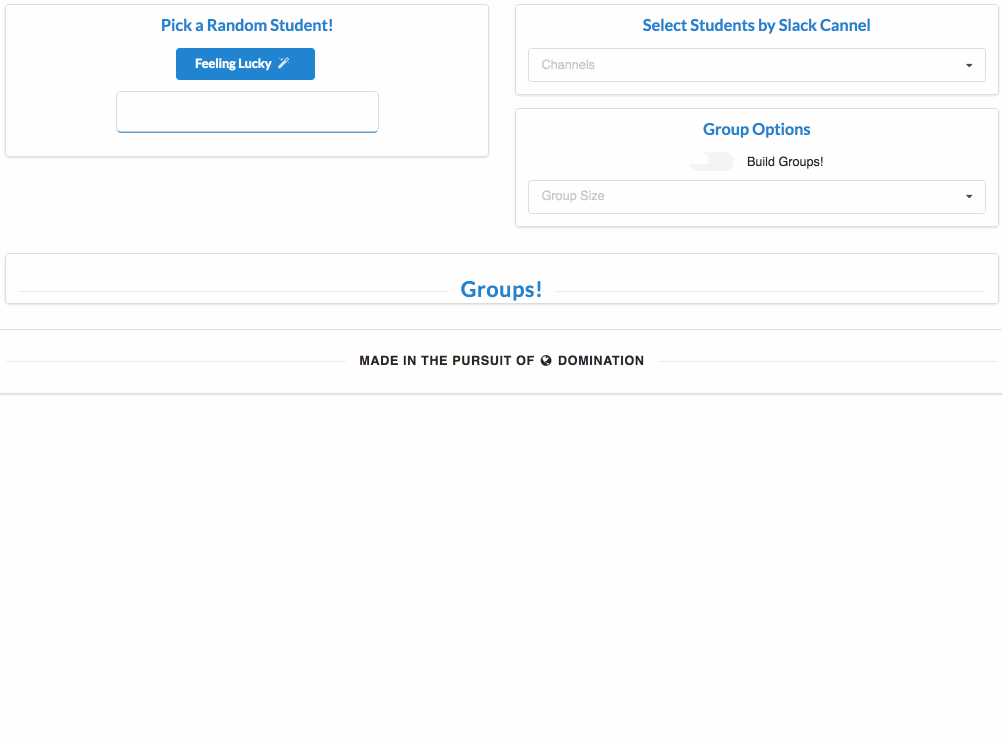 Pick a Random Student!
Feeling Lucky
Select Students by Slack Cannel
Channels
Group Options
Build Groups!
Group Size
Groups!
MADE IN THE PURSUIT OF DOMINATION